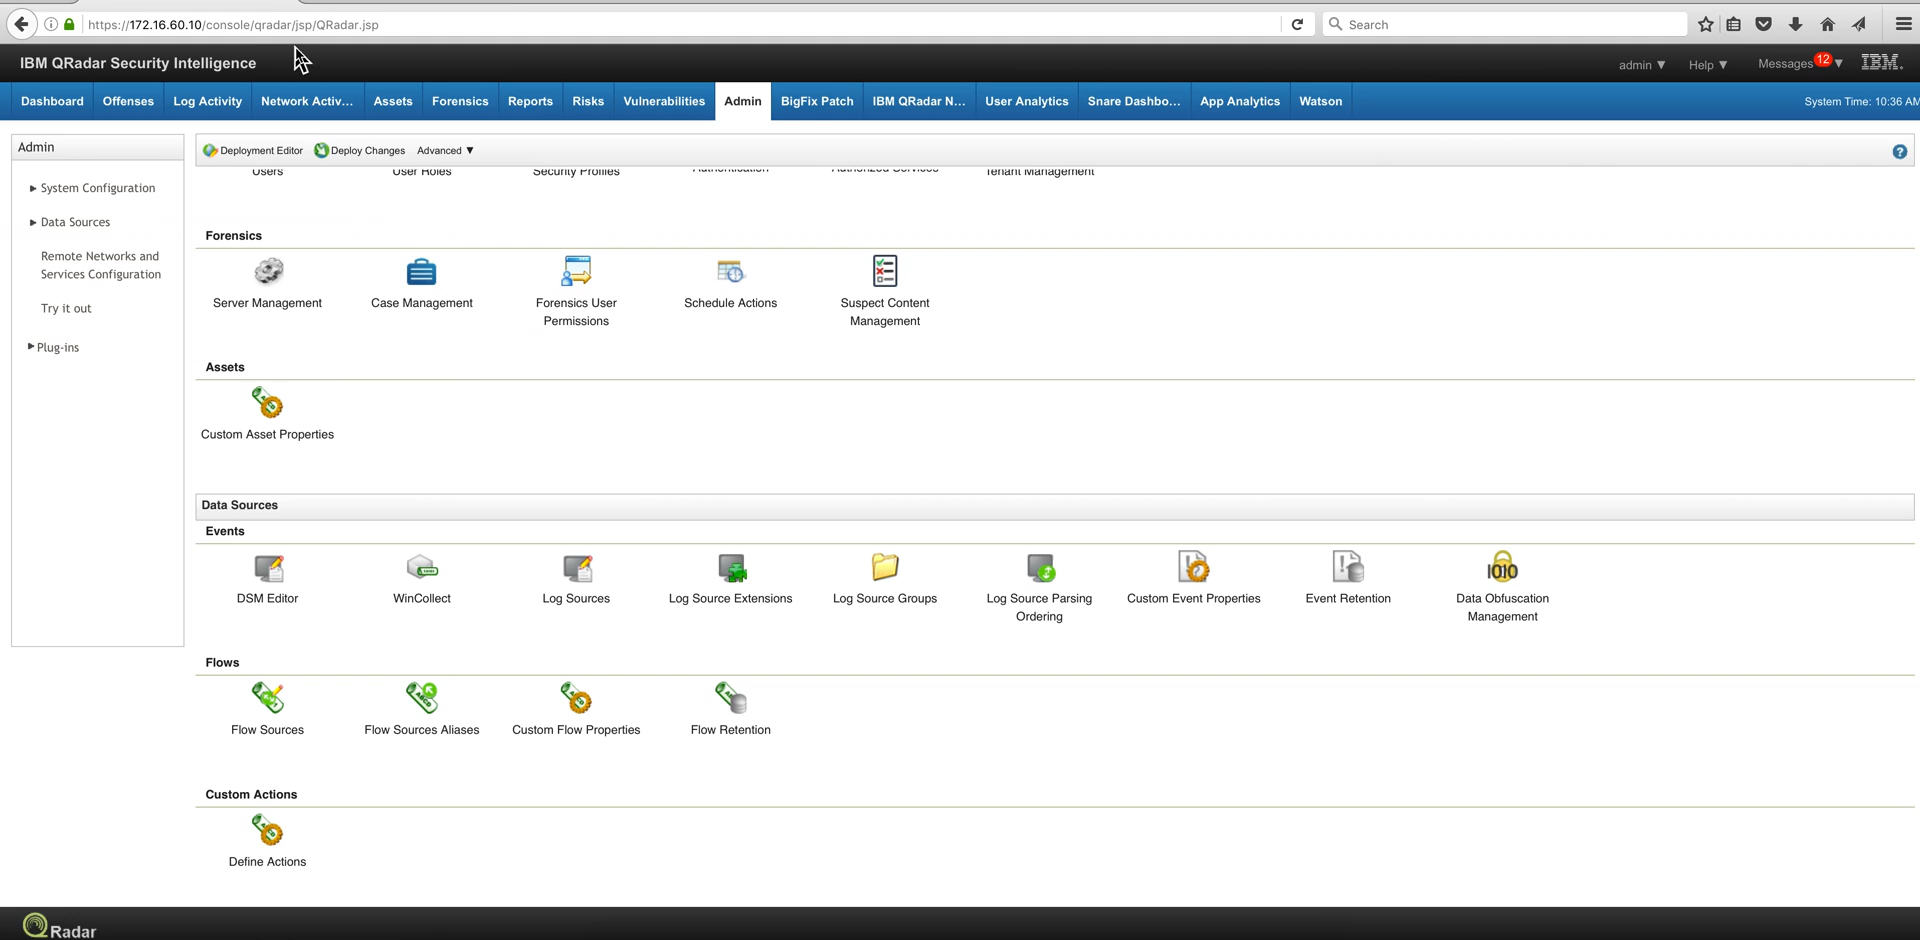 https://172.16.60.10/console/qradar/jsp/QRadar.jsp
Search
IBM QRadar Security Intelligence
admin ▼ Help ▼ Messages 12 ▼ IBM.
Dashboard Offenses Log Activity Network Activ... Assets Forensics Reports Risks Vulnerabilities Admin BigFix Patch IBM QRadar N... User Analytics Snare Dashbo... App Analytics Watson System Time: 10:36 AM
Admin
System Configuration
Data Sources
Remote Networks and
Services Configuration
Try it out
Plug-ins
Deployment Editor Deploy Changes Advanced ▼ ?
Users User Roles Security Profiles Authentication Authorized Services Tenant Management
Forensics
Server Management Case Management Forensics User Schedule Actions Suspect Content
Permissions Management
Assets
Custom Asset Properties
Data Sources
Events
1010
DSM Editor WinCollect Log Sources Log Source Extensions Log Source Groups Log Source Parsing Custom Event Properties Event Retention Data Obfuscation
Ordering Management
Flows
Flow Sources Flow Sources Aliases Custom Flow Properties Flow Retention
Custom Actions
Define Actions
QRadar